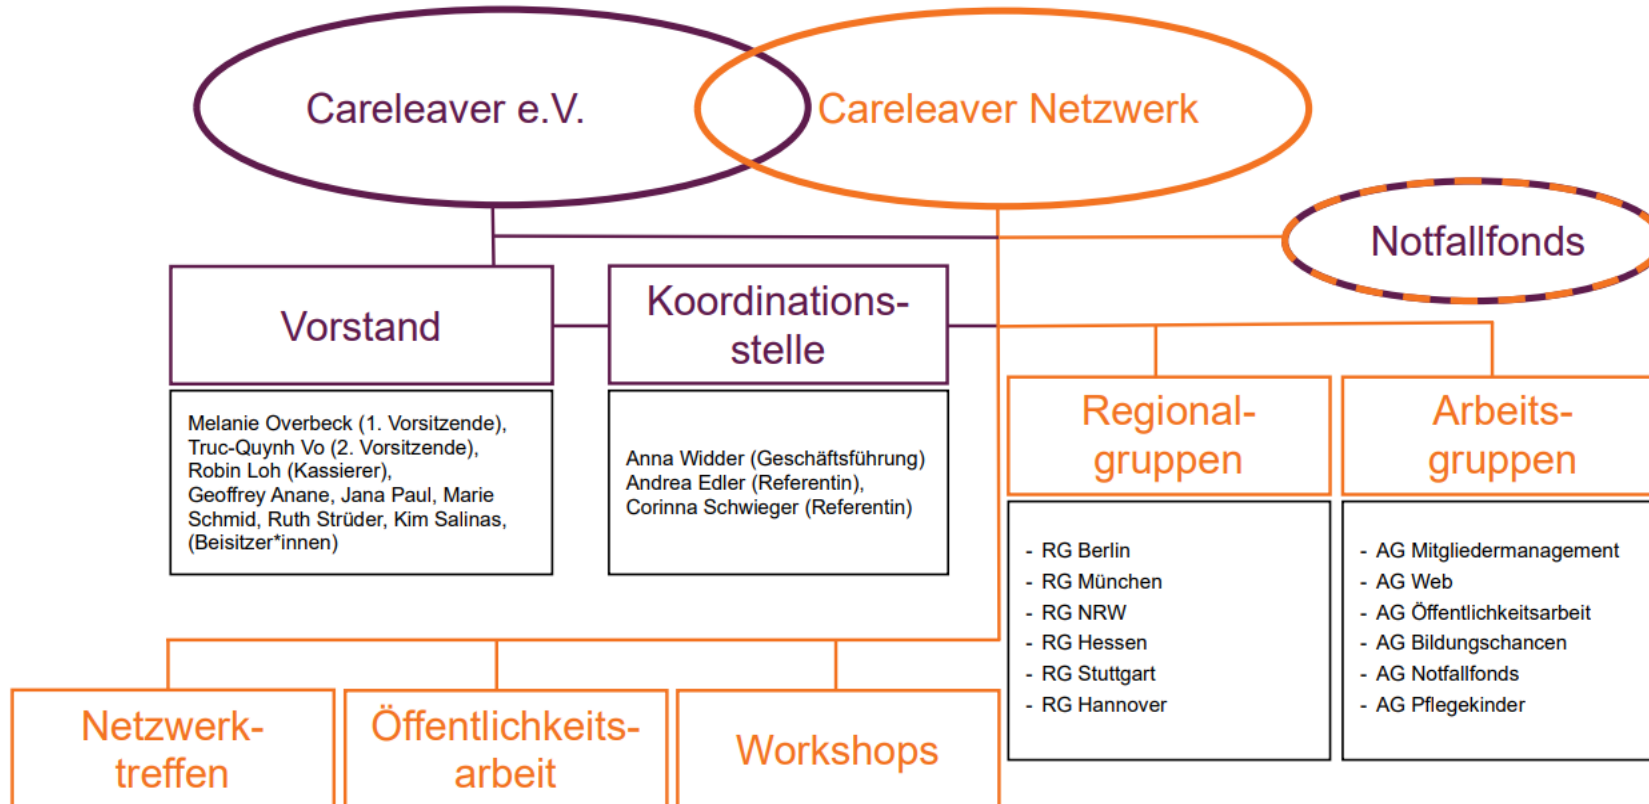 Careleaver e.V.
Careleaver Netzwerk
Notfallfonds
Vorstand
Koordinations-
stelle
Melanie Overbeck (1. Vorsitzende),
Truc-Quynh Vo (2. Vorsitzende),
Robin Loh (Kassierer),
Geoffrey Anane, Jana Paul, Marie
Schmid, Ruth Strüder, Kim Salinas,
(Beisitzer*innen)
Anna Widder (Geschäftsführung)
Andrea Edler (Referentin),
Corinna Schwieger (Referentin)
Regional-
gruppen
- RG Berlin
- RG München
- RG NRW
- RG Hessen
- RG Stuttgart
- RG Hannover
Arbeits-
gruppen
- AG Mitgliedermanagement
- AG Web
- AG Öffentlichkeitsarbeit
- AG Bildungschancen
- AG Notfallfonds
- AG Pflegekinder
Netzwerk-
treffen
Öffentlichkeits-
arbeit
Workshops